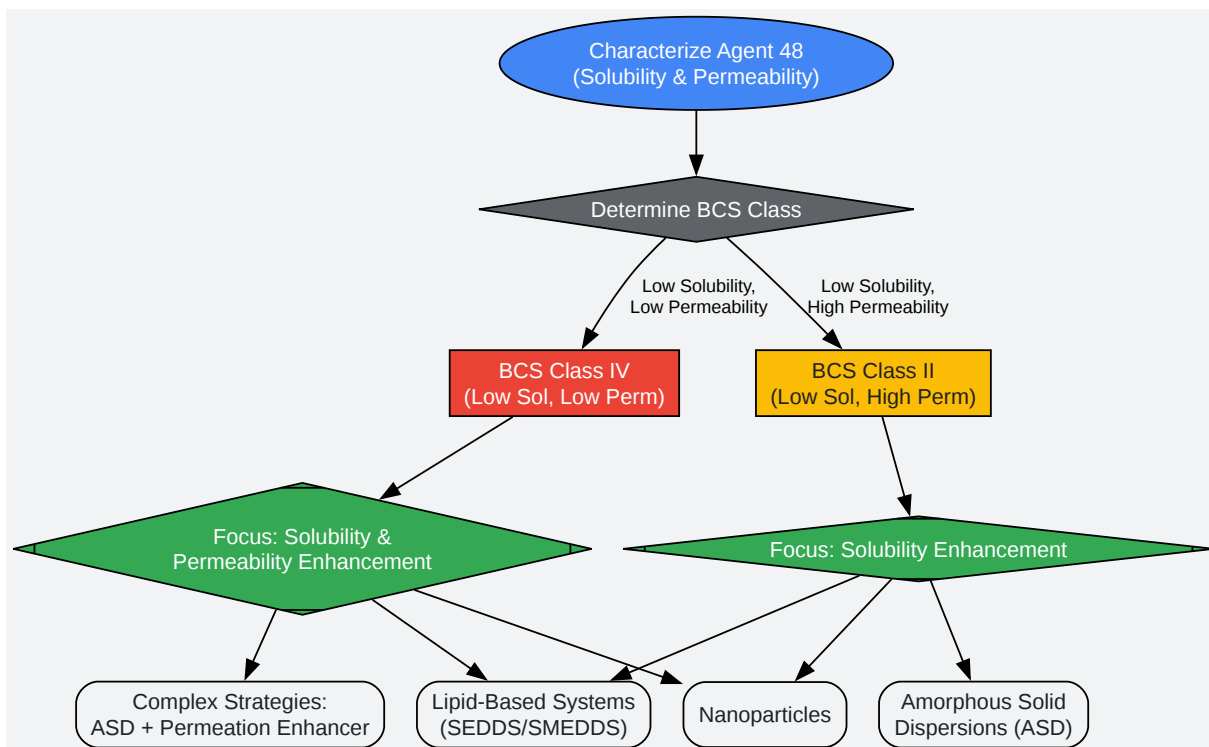 Characterize Agent 48
(Solubility & Permeability)
Determine BCS Class
Low Solubility,
Low Permeability
Low Solubility,
High Permeability
BCS Class IV
(Low Sol, Low Perm)
BCS Class II
(Low Sol, High Perm)
Focus: Solubility &
Permeability Enhancement
Focus: Solubility Enhancement
Complex Strategies:
ASD + Permeation Enhancer
Lipid-Based Systems
(SEDDS/SMEDDS)
Nanoparticles
Amorphous Solid
Dispersions (ASD)